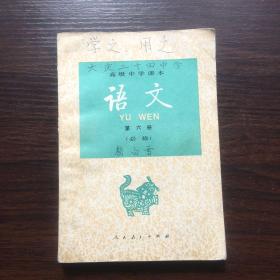 学之 用之
大连二十四中学
高级中学课本
语文
YU WEN
第六册
(必修)
人民教育出版社